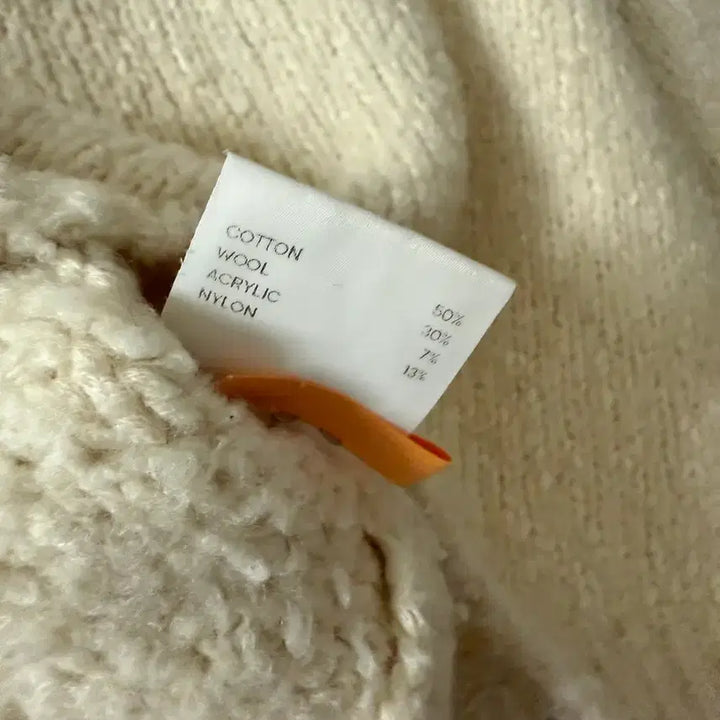 COTTON 50%
WOOL 30%
ACRYLIC 7%
NYLON 13%